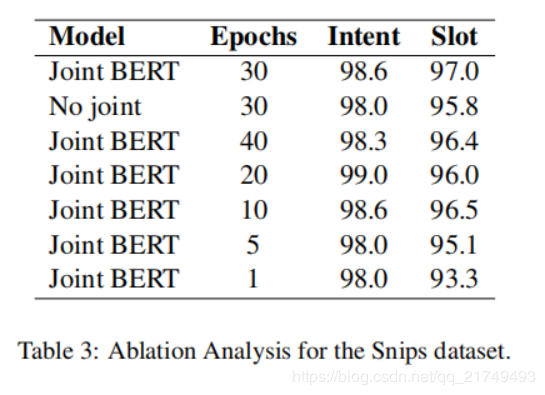 Model Epochs Intent Slot
Joint BERT 30 98.6 97.0
No joint 30 98.0 95.8
Joint BERT 40 98.3 96.4
Joint BERT 20 99.0 96.0
Joint BERT 10 98.6 96.5
Joint BERT 5 98.0 95.1
Joint BERT 1 98.0 93.3
Table 3: Ablation Analysis for the Snips dataset.
https://blog.csdn.net/qq_21749493